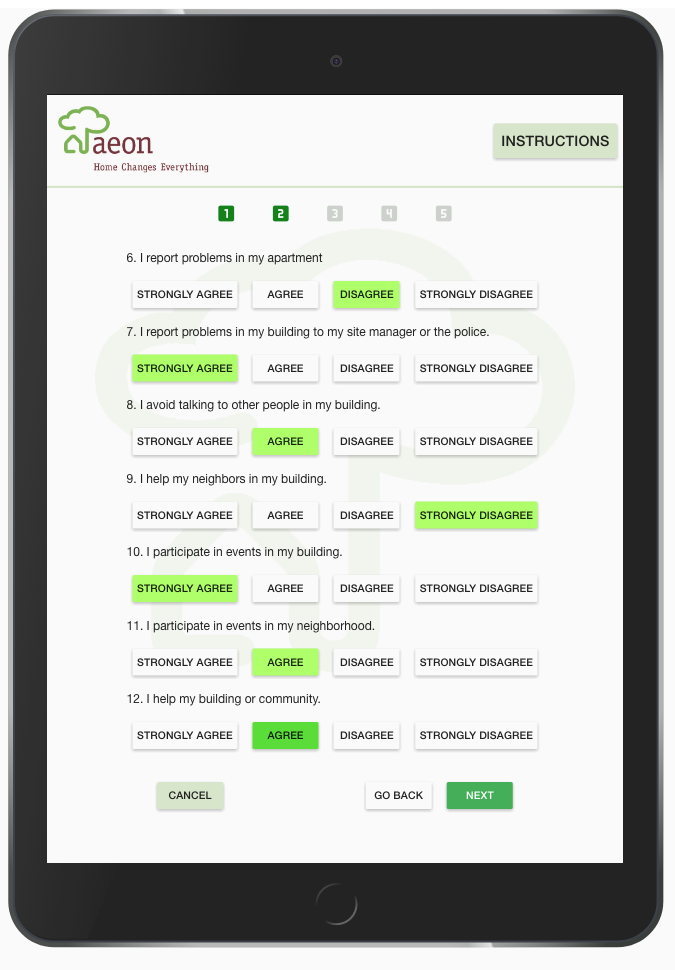 aeon
Home Changes Everything
INSTRUCTIONS
1 2 3 4 5
6. I report problems in my apartment
STRONGLY AGREE AGREE DISAGREE STRONGLY DISAGREE
7. I report problems in my building to my site manager or the police.
STRONGLY AGREE AGREE DISAGREE STRONGLY DISAGREE
8. I avoid talking to other people in my building.
STRONGLY AGREE AGREE DISAGREE STRONGLY DISAGREE
9. I help my neighbors in my building.
STRONGLY AGREE AGREE DISAGREE STRONGLY DISAGREE
10. I participate in events in my building.
STRONGLY AGREE AGREE DISAGREE STRONGLY DISAGREE
11. I participate in events in my neighborhood.
STRONGLY AGREE AGREE DISAGREE STRONGLY DISAGREE
12. I help my building or community.
STRONGLY AGREE AGREE DISAGREE STRONGLY DISAGREE
CANCEL GO BACK NEXT